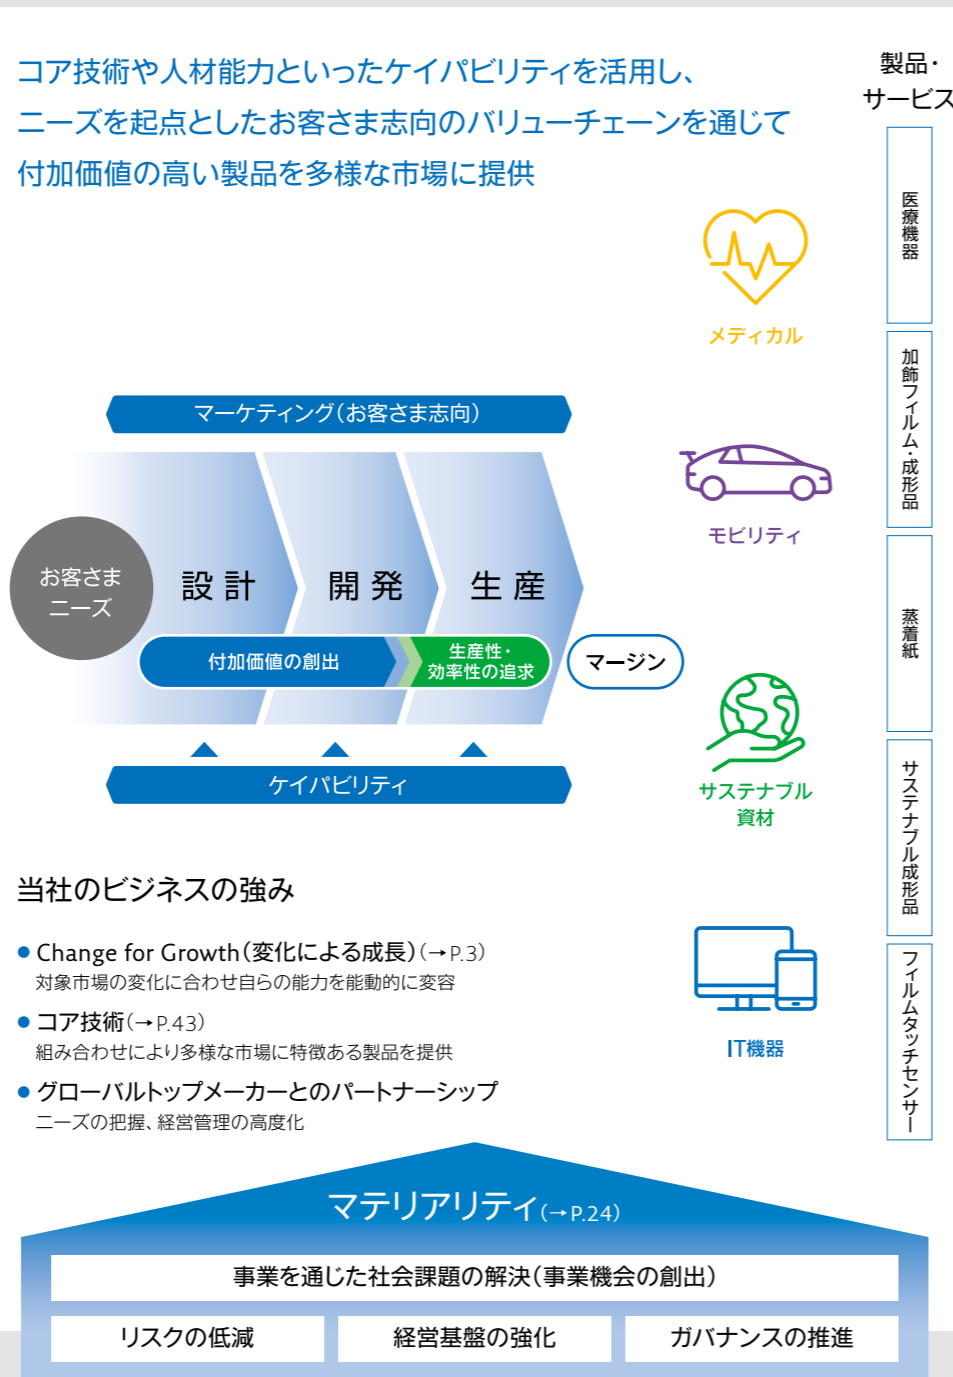 コア技術や人材能力といったケイパビリティを活用し、
ニーズを起点としたお客さま志向のバリューチェーンを通じて
付加価値の高い製品を多様な市場に提供
マーケティング(お客さま志向)
お客さま
ニーズ
設計
開発
生産
付加価値の創出
生産性・
効率性の追求
マージン
ケイパビリティ
メディカル
モビリティ
サステナブル
資材
IT機器
製品・
サービス
医療機器
加飾フィルム・成形品
蒸着紙
サステナブル成形品
フィルムタッチセンサー
当社のビジネスの強み
● Change for Growth(変化による成長)(→P.3)
対象市場の変化に合わせ自らの能力を能動的に変容
● コア技術(→P.43)
組み合わせにより多様な市場に特徴ある製品を提供
● グローバルトップメーカーとのパートナーシップ
ニーズの把握、経営管理の高度化
マテリアリティ(→P.24)
事業を通じた社会課題の解決(事業機会の創出)
リスクの低減
経営基盤の強化
ガバナンスの推進